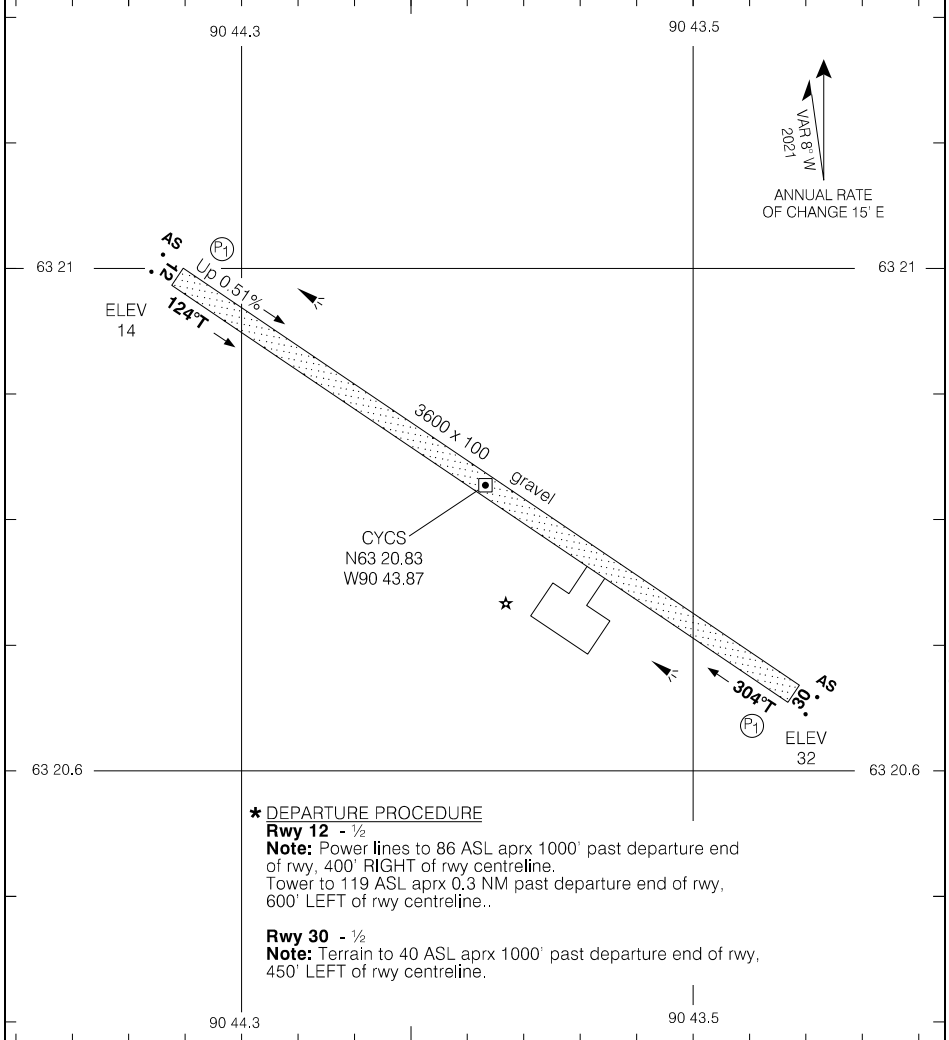 90 44.3
90 43.5
VAR 8° W
2021
ANNUAL RATE
OF CHANGE 15' E
AS
P1
63 21
63 21
12
Up 0.51%
ELEV
14
124°T
3600 x 100
gravel
CYCS
N63 20.83
W90 43.87
AS
30
304°T
P1
ELEV
32
63 20.6
63 20.6
* DEPARTURE PROCEDURE
Rwy 12 - ½
Note: Power lines to 86 ASL aprx 1000' past departure end
of rwy, 400' RIGHT of rwy centreline.
Tower to 119 ASL aprx 0.3 NM past departure end of rwy,
600' LEFT of rwy centreline..
Rwy 30 - ½
Note: Terrain to 40 ASL aprx 1000' past departure end of rwy,
450' LEFT of rwy centreline.
90 44.3
90 43.5